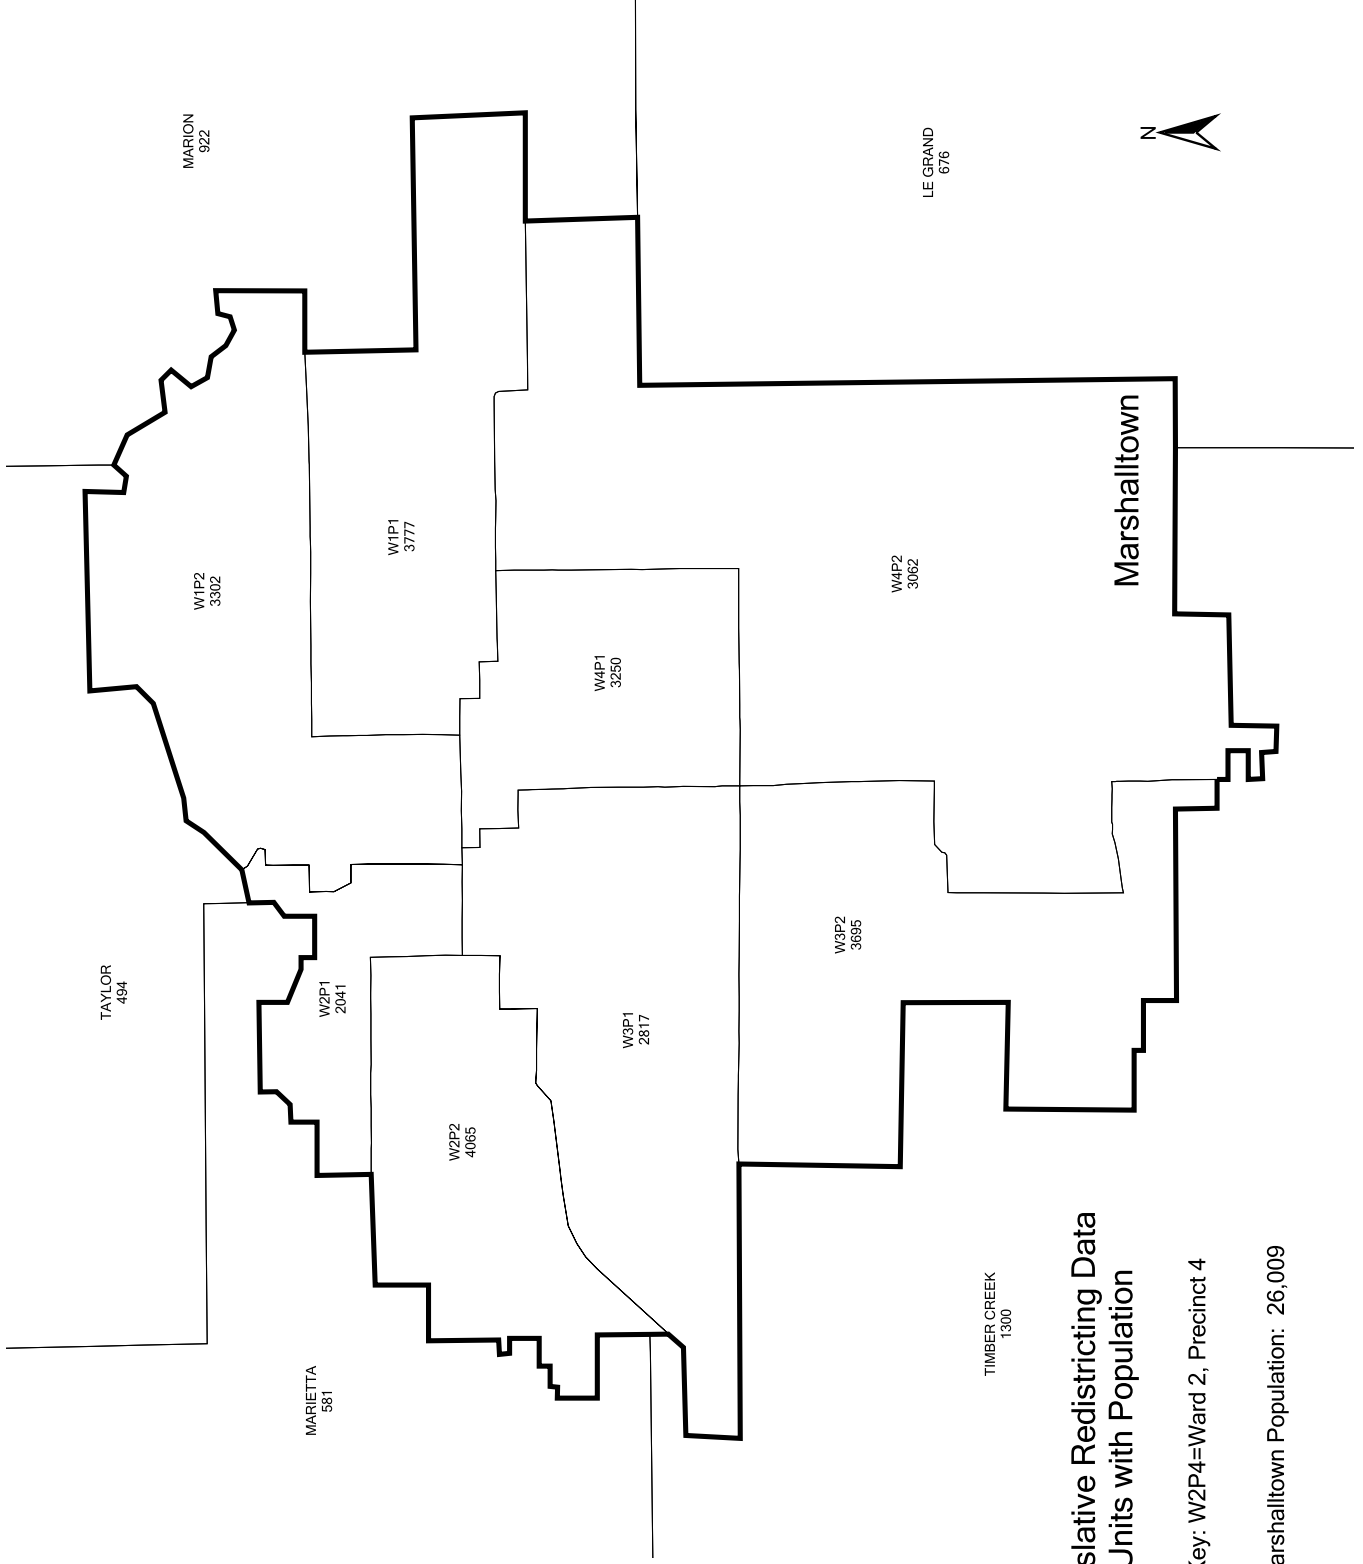 MARION
922
LE GRAND
676
N
W1P2
3302
W1P1
3777
W4P1
3250
W4P2
3062
Marshalltown
TAYLOR
494
W2P1
2041
W3P1
2817
W3P2
3695
W2P2
4065
MARIETTA
581
TIMBER CREEK
1300
slative Redistricting Data
Units with Population
Key: W2P4=Ward 2, Precinct 4
arshalltown Population: 26,009